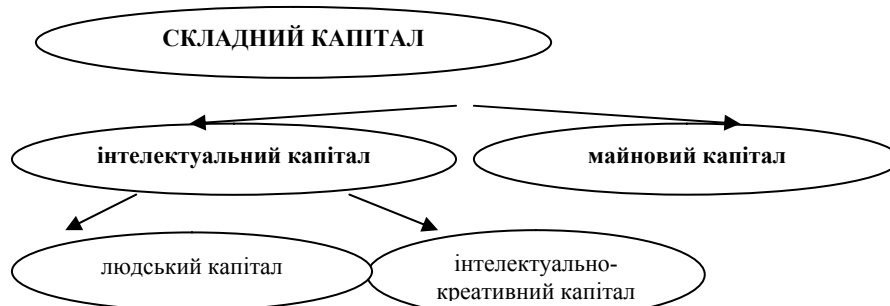 СКЛАДНИЙ КАПІТАЛ
інтелектуальний капітал
майновий капітал
людський капітал
інтелектуально-
креативний капітал